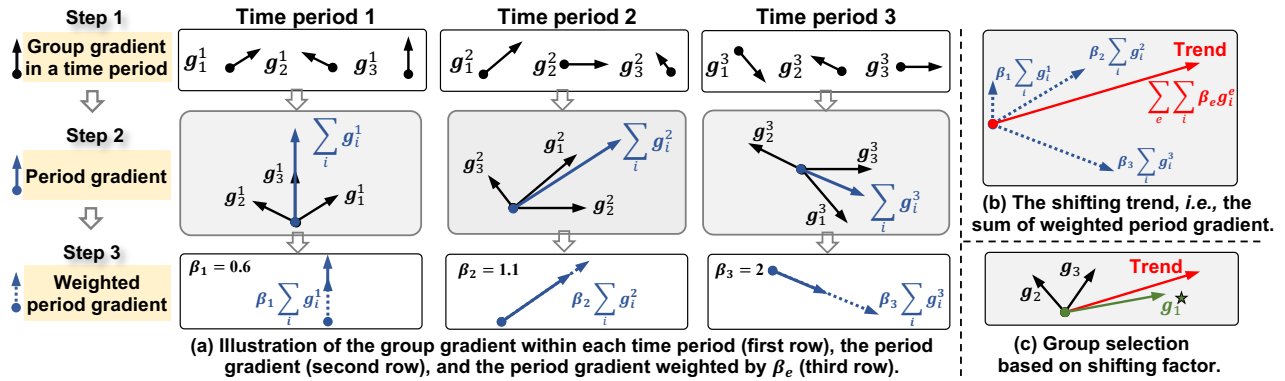 Step 1
Group gradient
in a time period
Step 2
Period gradient
Step 3
Weighted
period gradient
Time period 1
Time period 2
Time period 3
g_1^1 g_2^1 g_3^1
g_1^2 g_2^2 g_3^2
g_1^3 g_2^3 g_3^3
∑_i g_i^1
g_3^1
g_2^1 g_1^1
g_1^2 ∑_i g_i^2
g_3^2
g_2^2
g_2^3
g_3^3
∑_i g_i^3
g_1^3
β_1 = 0.6
β_1 ∑_i g_i^1
β_2 = 1.1
β_2 ∑_i g_i^2
β_3 = 2
β_3 ∑_i g_i^3
(a) Illustration of the group gradient within each time period (first row), the period
gradient (second row), and the period gradient weighted by β_e (third row).
β_2 ∑_i g_i^2
Trend
β_1 ∑_i g_i^1
∑_e ∑_i β_e g_i^e
β_3 ∑_i g_i^3
(b) The shifting trend, i.e., the
sum of weighted period gradient.
g_3 Trend
g_2
g_1 ★
(c) Group selection
based on shifting factor.